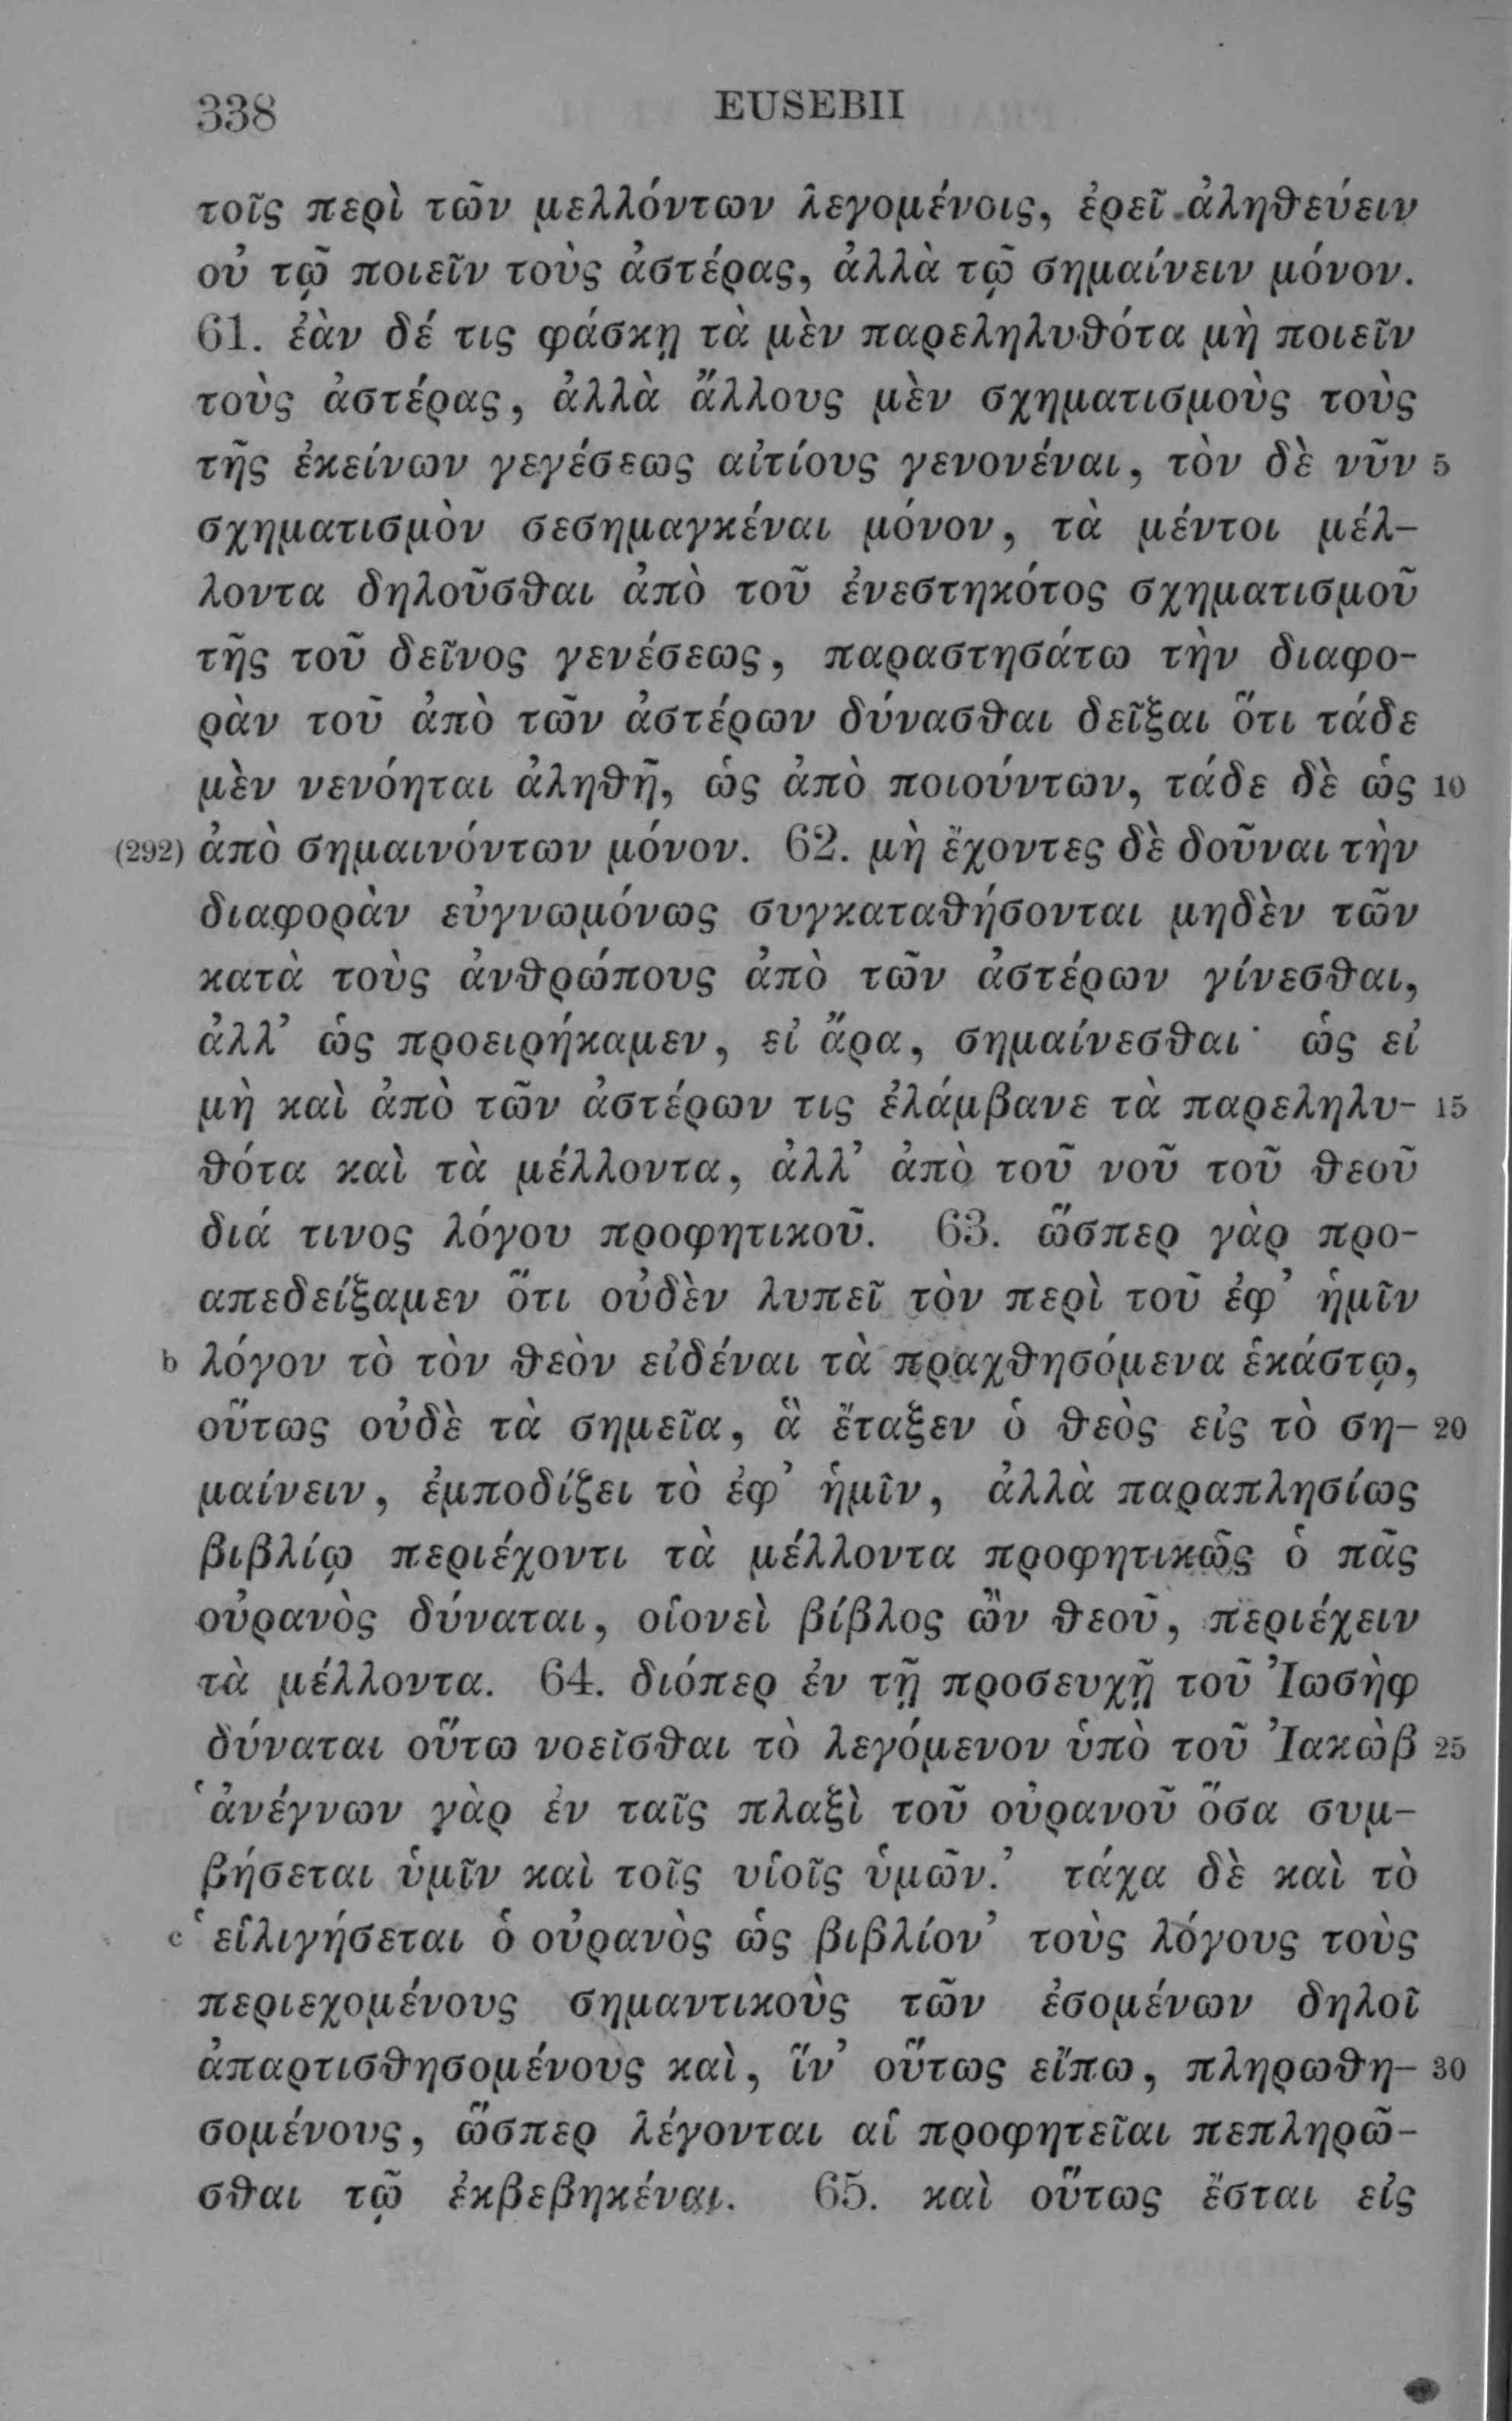 338
EUSEBII
τοῖς περὶ τῶν μελλόντων λεγομένοις, ἐρεῖ ἀληθεύειν
οὐ τῷ ποιεῖν τοὺς ἀστέρας, ἀλλὰ τῷ σημαίνειν μόνον.
61. ἐὰν δέ τις φάσκῃ τὰ μὲν παρεληλυθότα μὴ ποιεῖν
τοὺς ἀστέρας, ἀλλὰ ἄλλους μὲν σχηματισμοὺς τοὺς
τῆς ἐκείνων γεγέσεως αἰτίους γενονέναι, τὸν δὲ νῦν 5
σχηματισμὸν σεσημαγκέναι μόνον, τὰ μέντοι μέλ-
λοντα δηλοῦσθαι ἀπὸ τοῦ ἐνεστηκότος σχηματισμοῦ
τῆς τοῦ δεῖνος γενέσεως, παραστησάτω τὴν διαφο-
ρὰν τοῦ ἀπὸ τῶν ἀστέρων δύνασθαι δεῖξαι ὅτι τάδε
μὲν νενόηται ἀληθῆ, ὡς ἀπὸ ποιούντων, τάδε δὲ ὡς 10
(292) ἀπὸ σημαινόντων μόνον. 62. μὴ ἔχοντες δὲ δοῦναι τὴν
διαφορὰν εὐγνωμόνως συγκαταθήσονται μηδὲν τῶν
κατὰ τοὺς ἀνθρώπους ἀπὸ τῶν ἀστέρων γίνεσθαι,
ἀλλ’ ὡς προειρήκαμεν, εἰ ἄρα, σημαίνεσθαι· ὡς εἰ
μὴ καὶ ἀπὸ τῶν ἀστέρων τις ἐλάμβανε τὰ παρεληλυ- 15
θότα καὶ τὰ μέλλοντα, ἀλλ’ ἀπὸ τοῦ νοῦ τοῦ θεοῦ
διά τινος λόγου προφητικοῦ. 63. ὥσπερ γὰρ προ-
απεδείξαμεν ὅτι οὐδὲν λυπεῖ τὸν περὶ τοῦ ἐφ’ ἡμῖν
b λόγον τὸ τὸν θεὸν εἰδέναι τὰ πραχθησόμενα ἑκάστῳ,
οὕτως οὐδὲ τὰ σημεῖα, ἃ ἔταξεν ὁ θεὸς εἰς τὸ ση- 20
μαίνειν, ἐμποδίζει τὸ ἐφ’ ἡμῖν, ἀλλὰ παραπλησίως
βιβλίῳ περιέχοντι τὰ μέλλοντα προφητικῶς ὁ πᾶς
οὐρανὸς δύναται, οἱονεὶ βίβλος ὢν θεοῦ, περιέχειν
τὰ μέλλοντα. 64. διόπερ ἐν τῇ προσευχῇ τοῦ Ἰωσὴφ
δύναται οὕτω νοεῖσθαι τὸ λεγόμενον ὑπὸ τοῦ Ἰακὼβ 25
‘ἀνέγνων γὰρ ἐν ταῖς πλαξὶ τοῦ οὐρανοῦ ὅσα συμ-
βήσεται ὑμῖν καὶ τοῖς υἱοῖς ὑμῶν.’ τάχα δὲ καὶ τὸ
c ‘εἱλιγήσεται ὁ οὐρανὸς ὡς βιβλίον’ τοὺς λόγους τοὺς
περιεχομένους σημαντικοὺς τῶν ἐσομένων δηλοῖ
ἀπαρτισθησομένους καὶ, ἵν’ οὕτως εἴπω, πληρωθη- 30
σομένους, ὥσπερ λέγονται αἱ προφητεῖαι πεπληρῶ-
σθαι τῷ ἐκβεβηκέναι. 65. καὶ οὕτως ἔσται εἰς